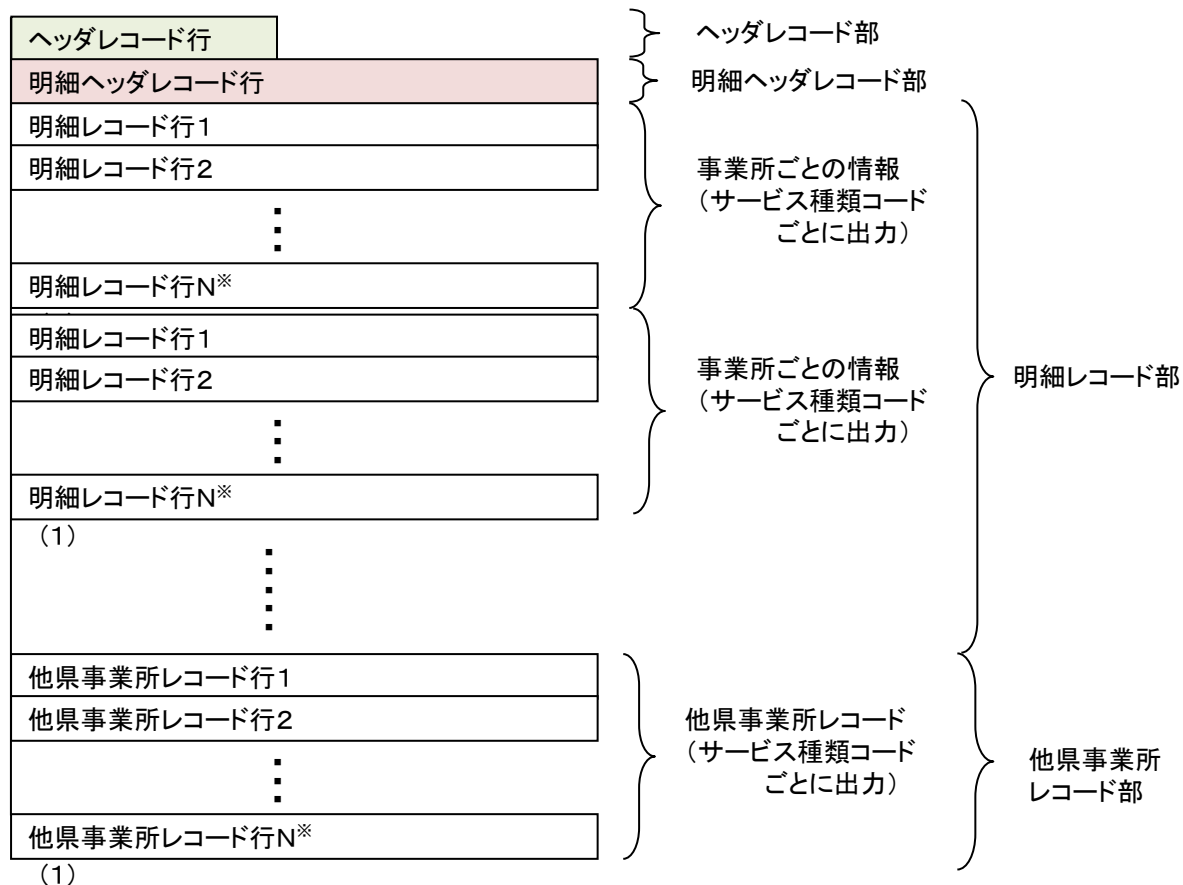 ヘッダレコード行
ヘッダレコード部
明細ヘッダレコード行
明細ヘッダレコード部
明細レコード行1
明細レコード行2
明細レコード行N※
事業所ごとの情報
(サービス種類コード
ごとに出力)
明細レコード行1
明細レコード行2
明細レコード行N※
(1)
事業所ごとの情報
(サービス種類コード
ごとに出力)
明細レコード部
他県事業所レコード行1
他県事業所レコード行2
他県事業所レコード行N※
(1)
他県事業所レコード
(サービス種類コード
ごとに出力)
他県事業所
レコード部